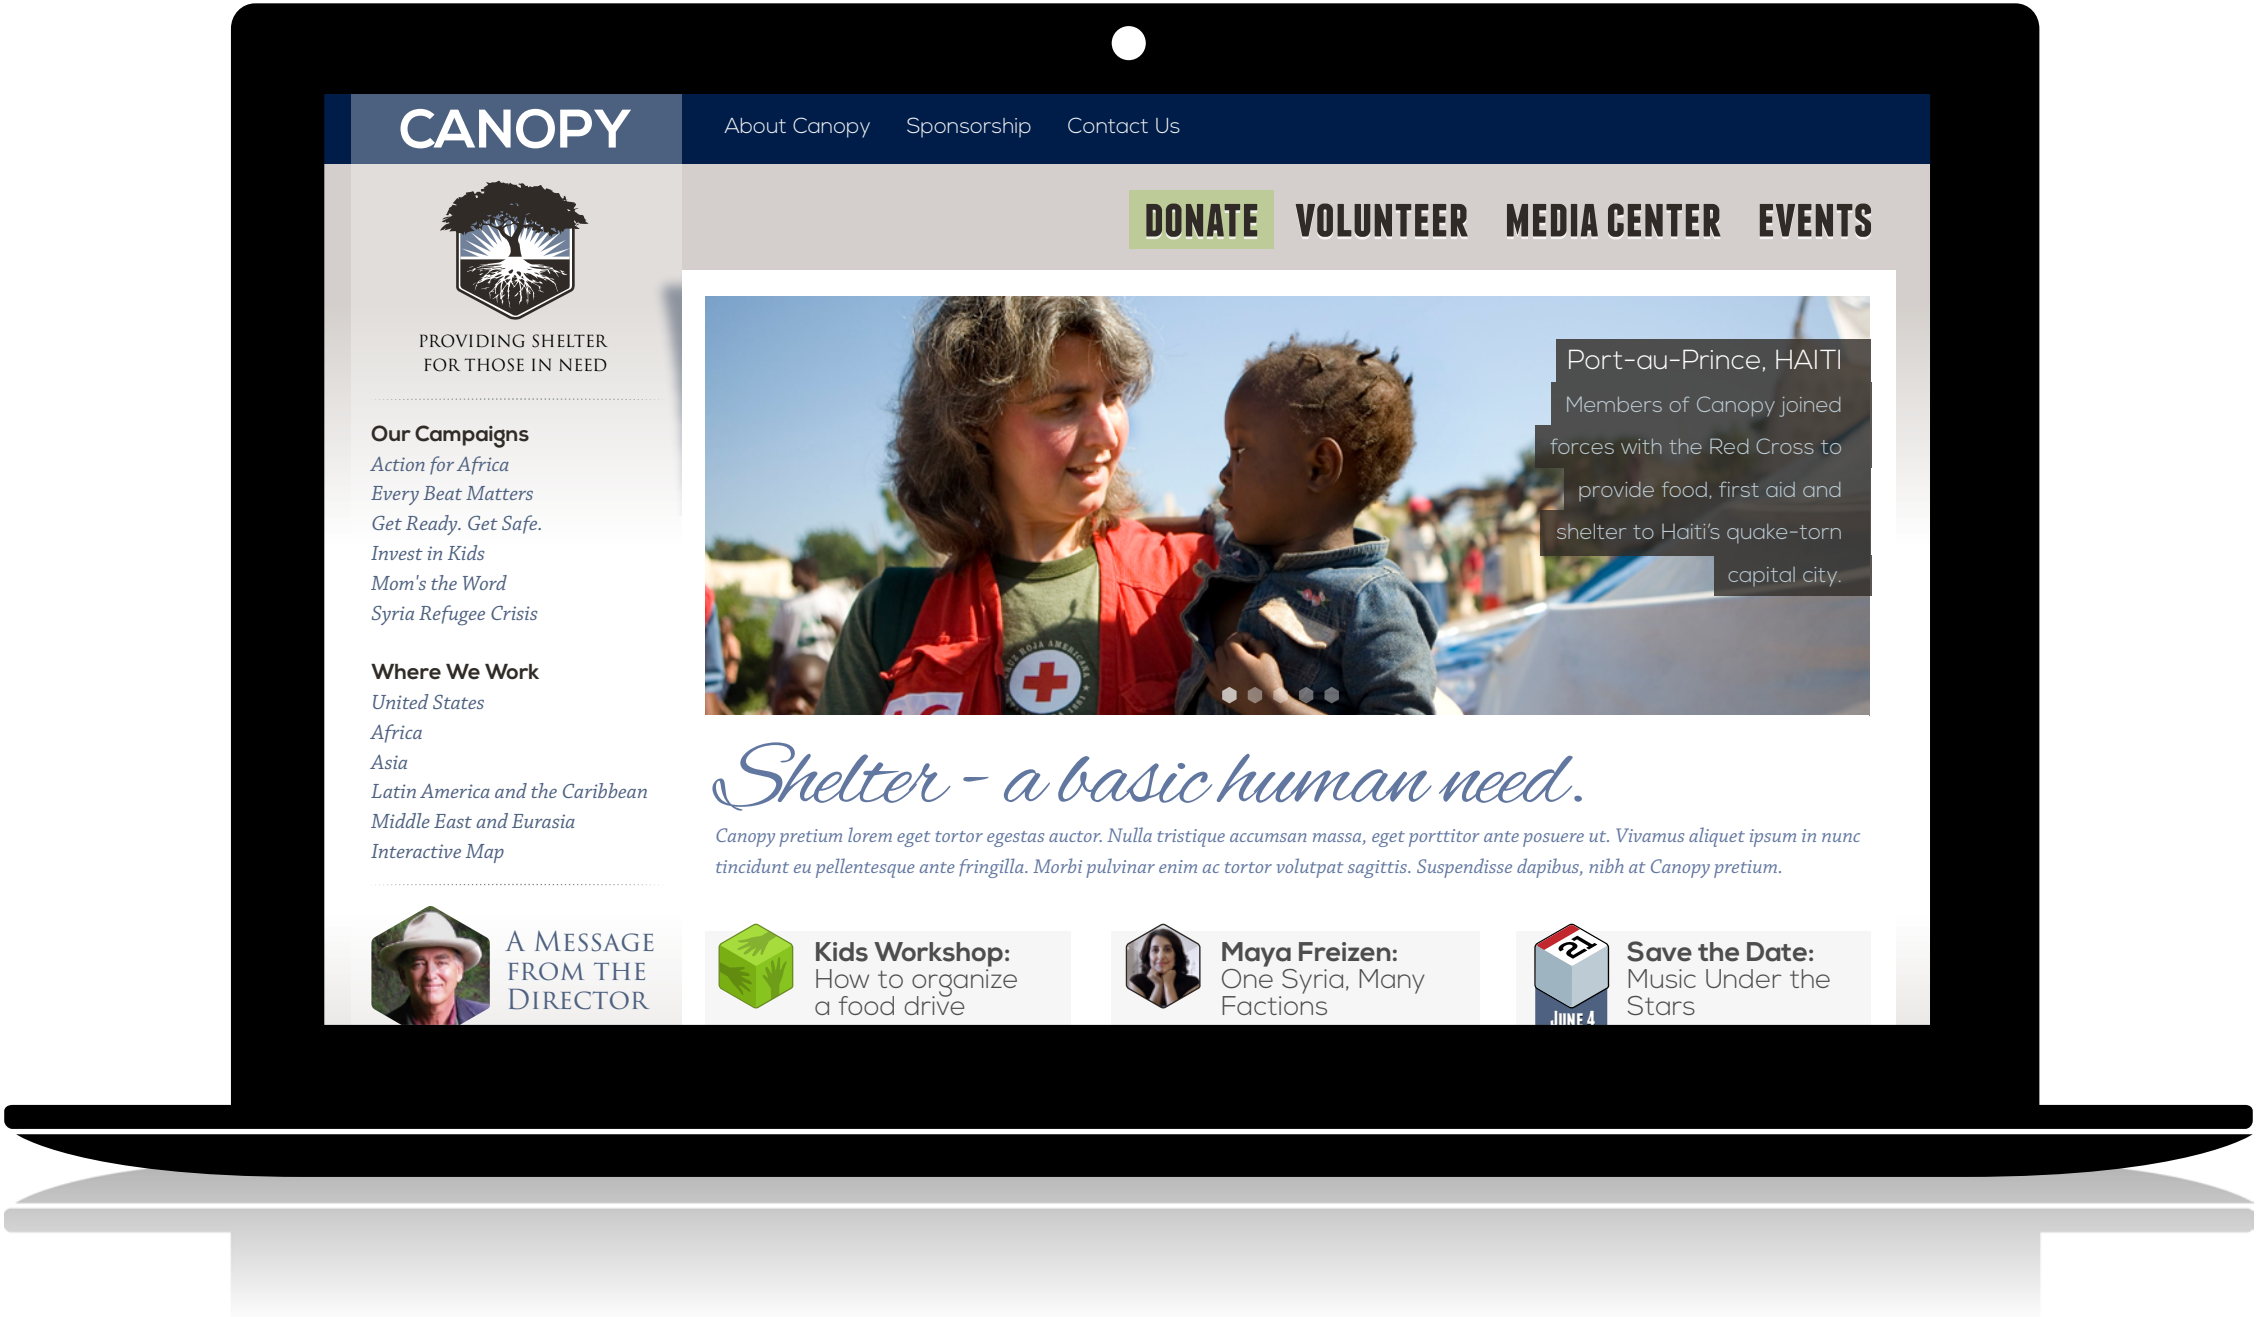 CANOPY
About Canopy
Sponsorship
Contact Us
DONATE
VOLUNTEER
MEDIA CENTER
EVENTS
PROVIDING SHELTER
FOR THOSE IN NEED
Our Campaigns
Action for Africa
Every Beat Matters
Get Ready. Get Safe.
Invest in Kids
Mom's the Word
Syria Refugee Crisis
Where We Work
United States
Africa
Asia
Latin America and the Caribbean
Middle East and Eurasia
Interactive Map
A MESSAGE
FROM THE
DIRECTOR
Port-au-Prince, HAITI
Members of Canopy joined
forces with the Red Cross to
provide food, first aid and
shelter to Haiti's quake-torn
capital city.
Shelter - a basic human need.
Canopy pretium lorem eget tortor egestas auctor. Nulla tristique accumsan massa, eget porttitor ante posuere ut. Vivamus aliquet ipsum in nunc
tincidunt eu pellentesque ante fringilla. Morbi pulvinar enim ac tortor volutpat sagittis. Suspendisse dapibus, nibh at Canopy pretium.
Kids Workshop:
How to organize
a food drive
Maya Freizen:
One Syria, Many
Factions
21
JUNE 4
Save the Date:
Music Under the
Stars